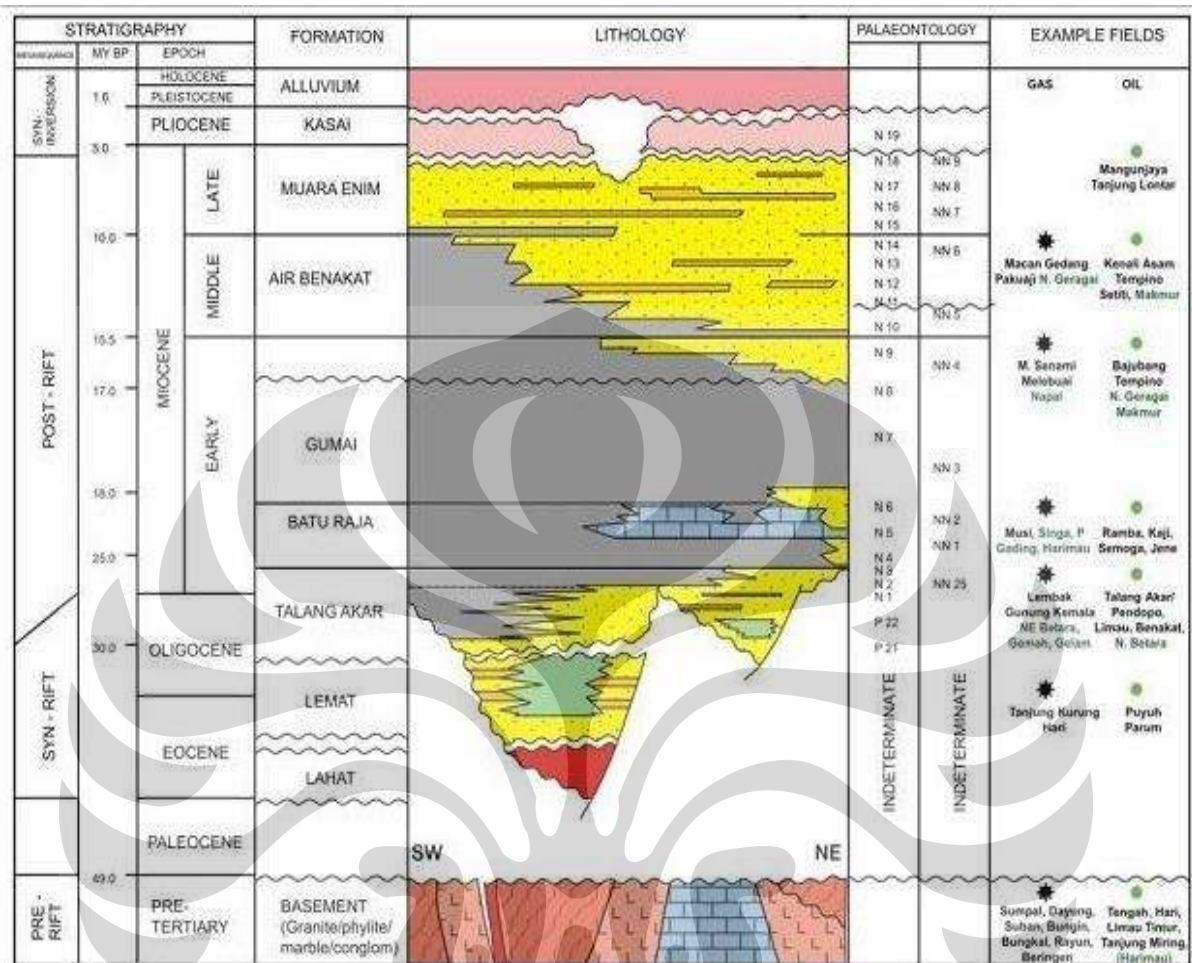 STRATIGRAPHY
FORMATION
LITHOLOGY
PALAEONTOLOGY
EXAMPLE FIELDS
MY BP
EPOCH
GAS
OIL
SYN-
INVERSION
HOLOCENE
PLEISTOCENE
1.6
ALLUVIUM
PLIOCENE
KASAI
N 19
3.0
N 18
NN 9
MIOCENE
LATE
MUARA ENIM
N 17
NN 8
N 16
NN 7
N 15
Mangunjaya
Tanjung Lontar
10.0
MIDDLE
AIR BENAKAT
N 14
NN 6
N 13
N 12
N 11
NN 5
N 10
Macan Gedang
Pakuaji N. Geragai
Kenali Asam
Tempino
Setiti, Makmur
POST - RIFT
EARLY
N 9
NN 4
N 8
M. Senami
Melebuai
Napal
Bajubang
Tempino
N. Geragai
Makmur
17.0
GUMAI
N 7
NN 3
18.0
BATU RAJA
N 6
NN 2
N 5
NN 1
N 4
Musi, Singa, P
Gading, Harimau
Ramba, Kaji,
Semoga, Jene
25.0
TALANG AKAR
N 3
N 2
NN 25
N 1
P 22
P 21
Lembak
Gunung Kemala
NE Betara,
Gemah, Gelam
Talang Akar/
Pendopo,
Limau, Benakat,
N. Betara
30.0
OLIGOCENE
SYN - RIFT
LEMAT
INDETERMINATE
INDETERMINATE
Tanjung Kurung
Hari
Puyuh
Parum
EOCENE
LAHAT
PALEOCENE
SW
NE
49.0
PRE -
RIFT
PRE-
TERTIARY
BASEMENT
(Granite/phylite/
marble/conglom)
Sumpal, Dayung,
Suban, Bungin,
Bungkal, Rayun,
Beringen
Tengah, Hari,
Limau Timur,
Tanjung Miring,
(Harimau)